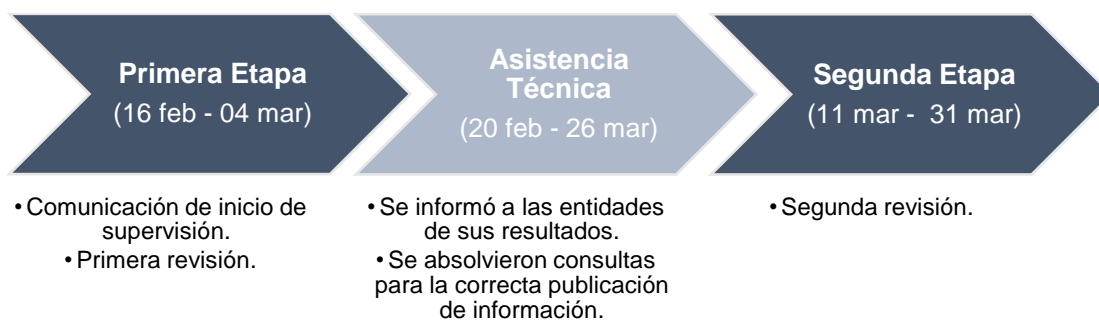 Primera Etapa
(16 feb - 04 mar)
• Comunicación de inicio de
supervisión.
• Primera revisión.
Asistencia
Técnica
(20 feb - 26 mar)
• Se informó a las entidades
de sus resultados.
• Se absolvieron consultas
para la correcta publicación
de información.
Segunda Etapa
(11 mar - 31 mar)
• Segunda revisión.